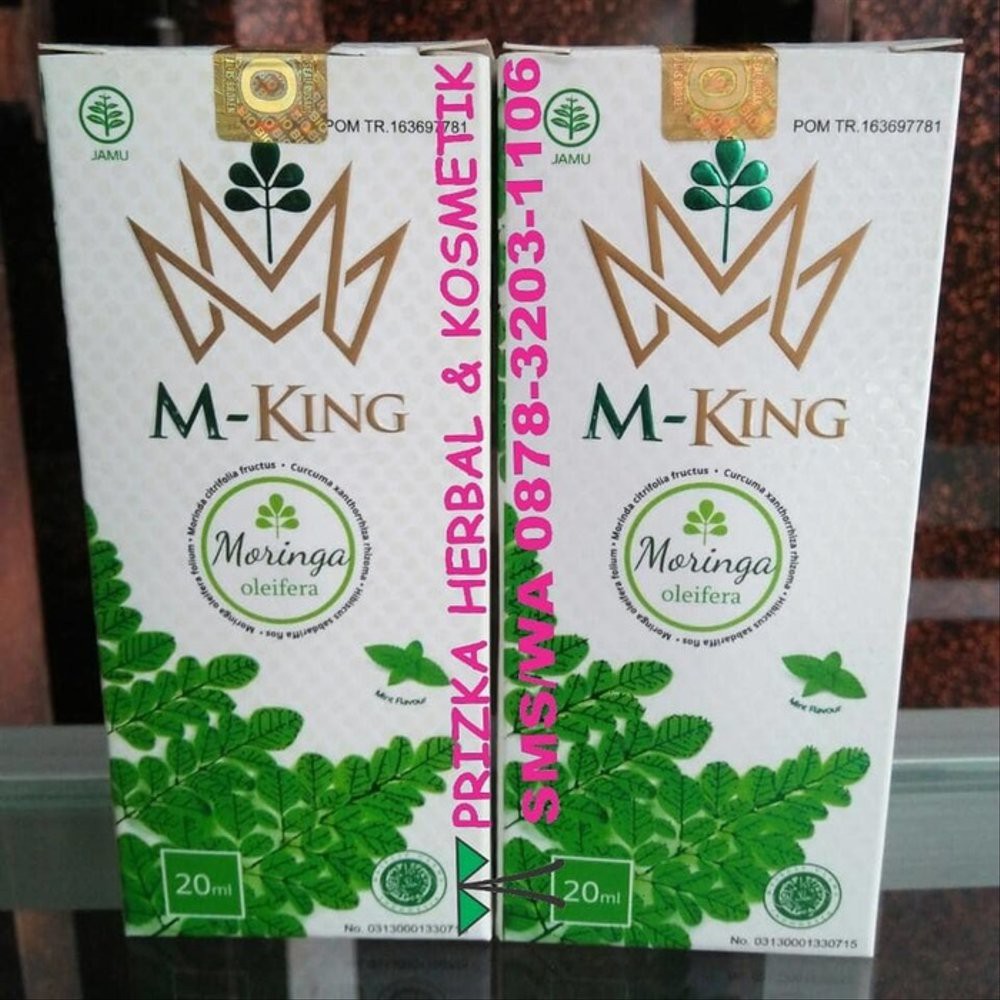 JAMU
POM TR.163697781
M-KING
Moringa oleifera folium • Morinda citrifolia fructus • Curcuma xanthorrhiza rhizoma • Hibiscus sabdariffa flos •
Moringa
oleifera
Mint Flavour
20ml
No. 0313000133071
PRIZKA HERBAL & KOSMETIK
SMS/WA 0878-3203-1106
JAMU
POM TR.163697781
M-KING
Moringa oleifera folium • Morinda citrifolia fructus • Curcuma xanthorrhiza rhizoma • Hibiscus sabdariffa flos •
Moringa
oleifera
Mint Flavour
20ml
No. 03130001330715